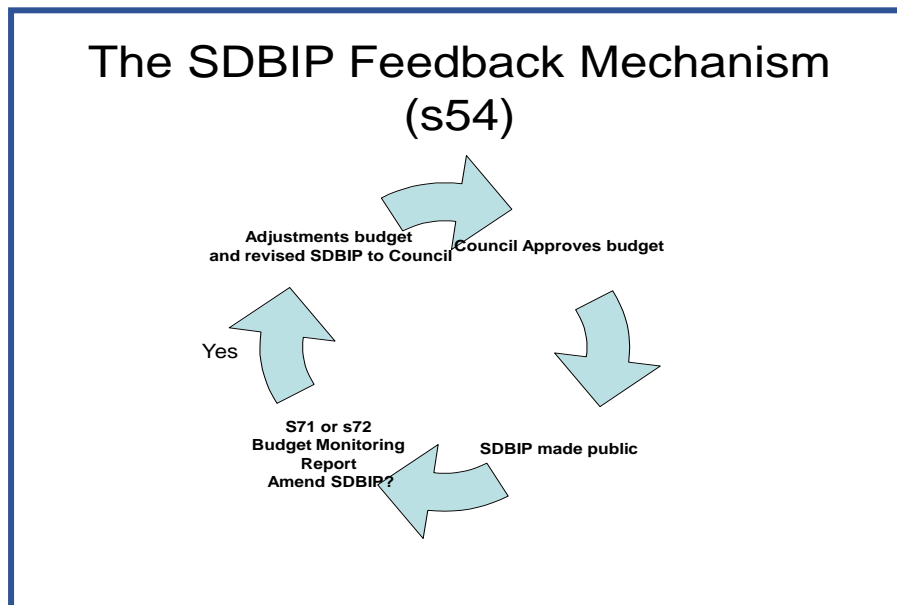 The SDBIP Feedback Mechanism
(s54)
Adjustments budget
and revised SDBIP to Council
Council Approves budget
Yes
S71 or s72
Budget Monitoring
Report
Amend SDBIP?
SDBIP made public